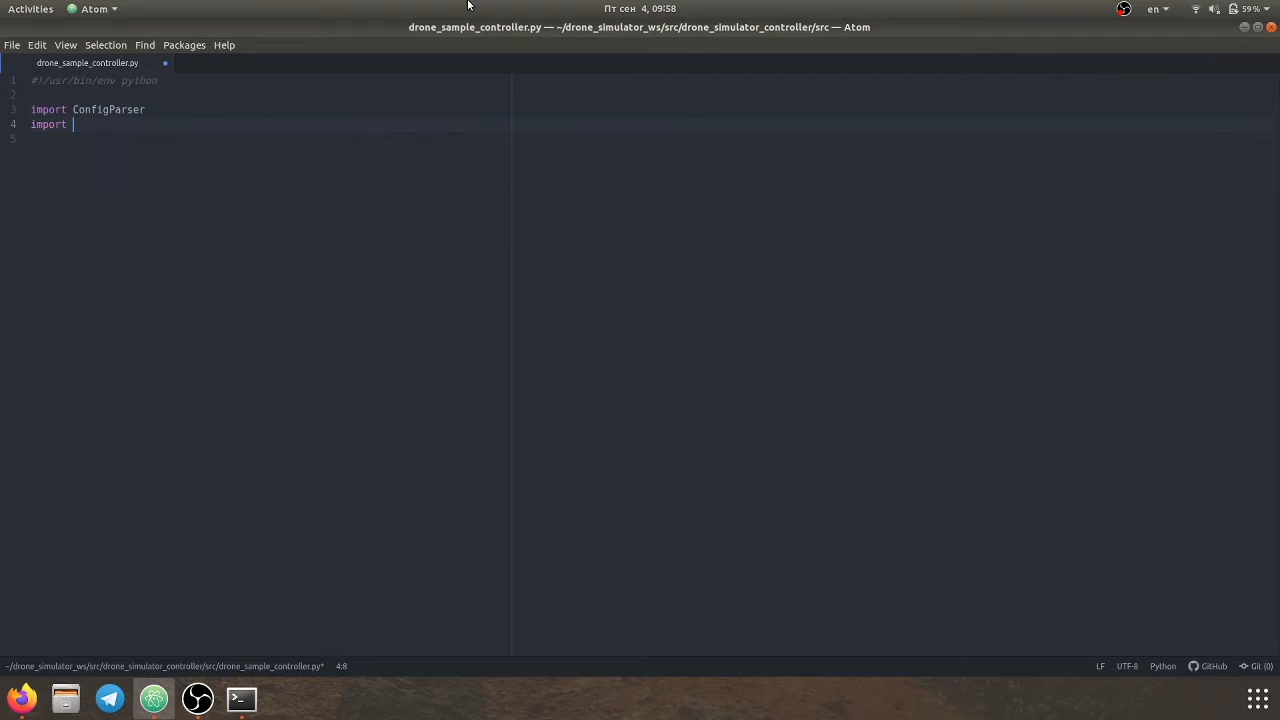 Activities Atom Пт сен 4, 09:58 en 59%
drone_sample_controller.py — ~/drone_simulator_ws/src/drone_simulator_controller/src — Atom
File Edit View Selection Find Packages Help
drone_sample_controller.py
1 #!/usr/bin/env python
2
3 import ConfigParser
4 import
5
~/drone_simulator_ws/src/drone_simulator_controller/src/drone_sample_controller.py* 4:8 LF UTF-8 Python GitHub Git (0)